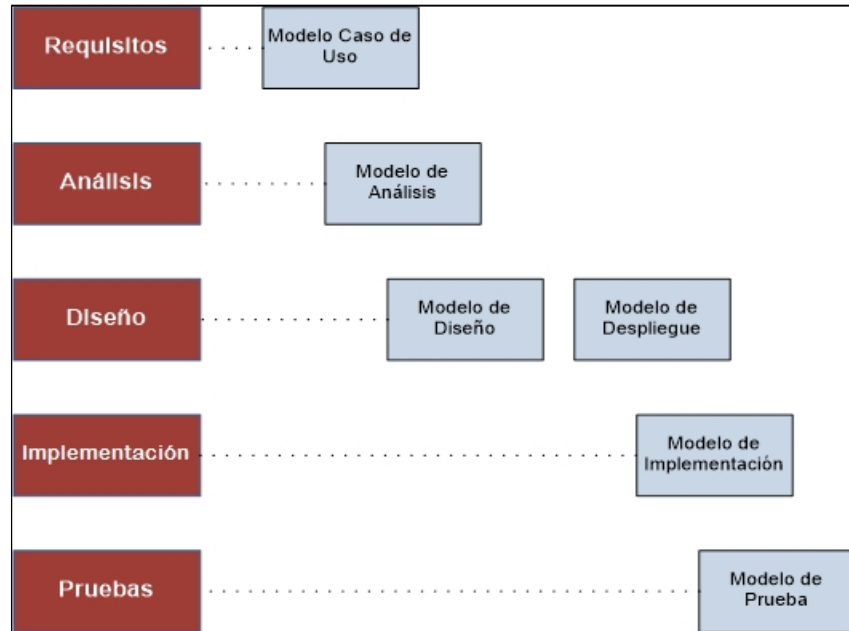 Requisitos
Modelo Caso de
Uso
Análisis
Modelo de
Análisis
Diseño
Modelo de
Diseño
Modelo de
Despliegue
Implementación
Modelo de
Implementación
Pruebas
Modelo de
Prueba